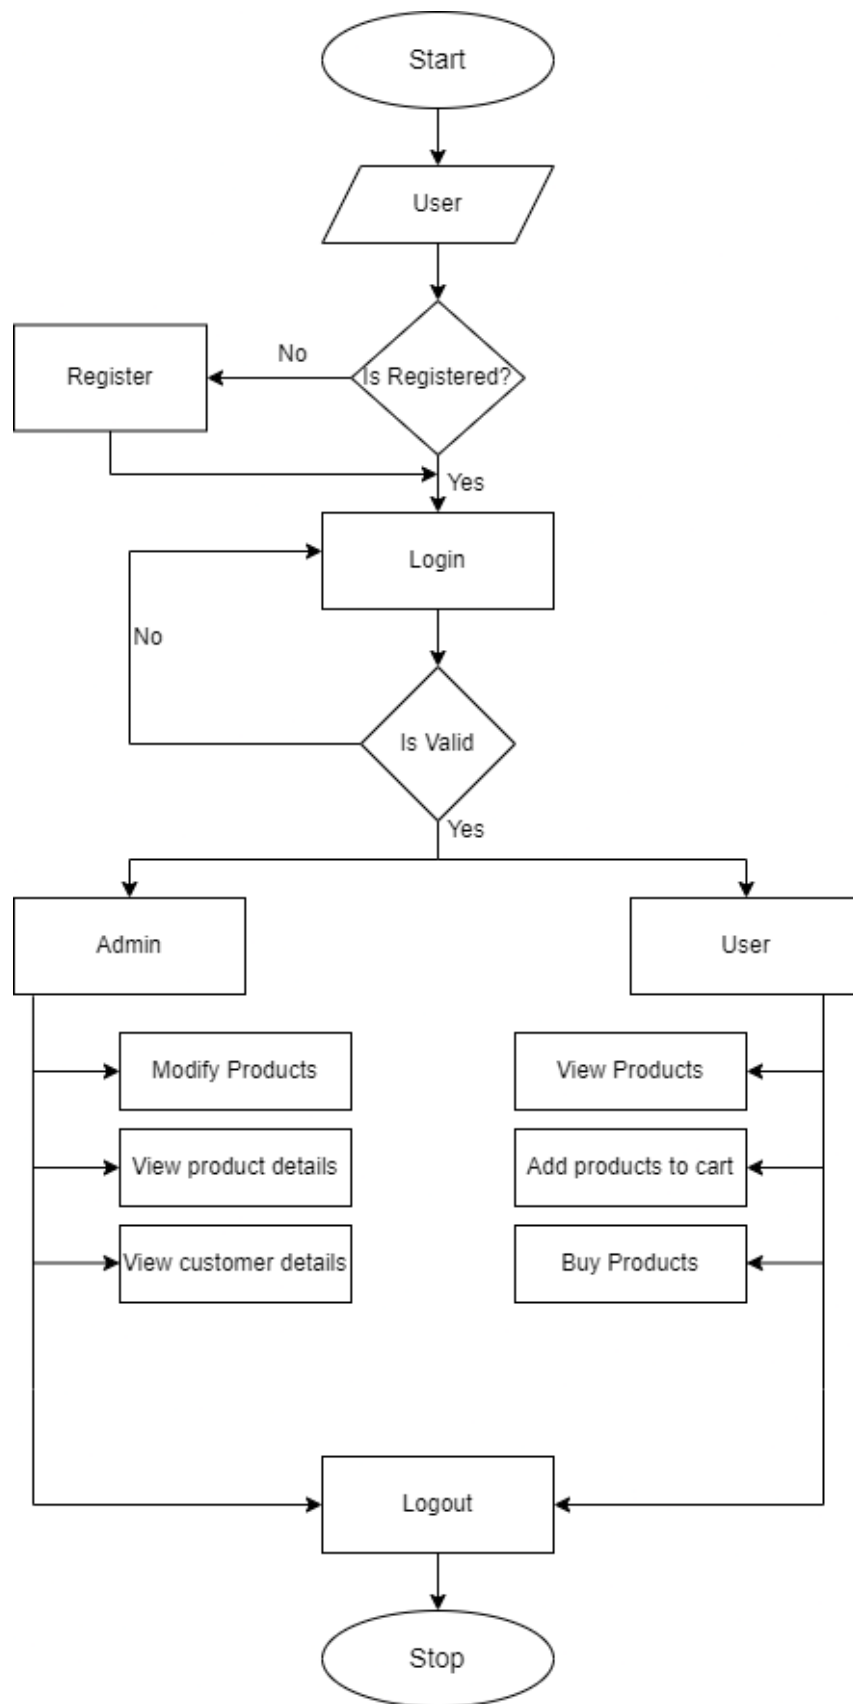 Start
User
Is Registered?
No
Register
Yes
Login
No
Is Valid
Yes
Admin
User
Modify Products
View Products
View product details
Add products to cart
View customer details
Buy Products
Logout
Stop